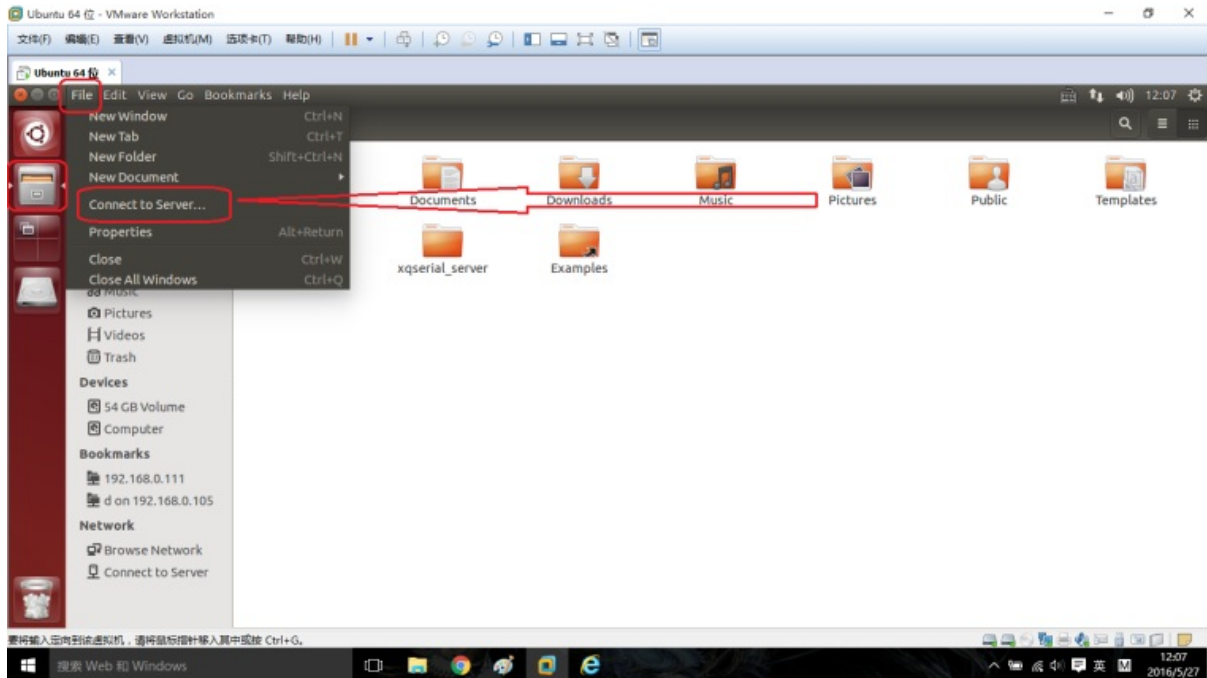 Ubuntu 64 位 - VMware Workstation
文件(F) 编辑(E) 查看(V) 虚拟机(M) 选项卡(T) 帮助(H)
Ubuntu 64 位
File Edit View Go Bookmarks Help 12:07
New Window Ctrl+N
New Tab Ctrl+T
New Folder Shift+Ctrl+N
New Document
Connect to Server...
Properties Alt+Return
Close Ctrl+W
Close All Windows Ctrl+Q
Documents Downloads Music Pictures Public Templates
xqserial_server Examples
Music
Pictures
Videos
Trash
Devices
54 GB Volume
Computer
Bookmarks
192.168.0.111
d on 192.168.0.105
Network
Browse Network
Connect to Server
要将输入定向到该虚拟机，请将鼠标指针移入其中或按 Ctrl+G。
搜索 Web 和 Windows
英 M 12:07
2016/5/27